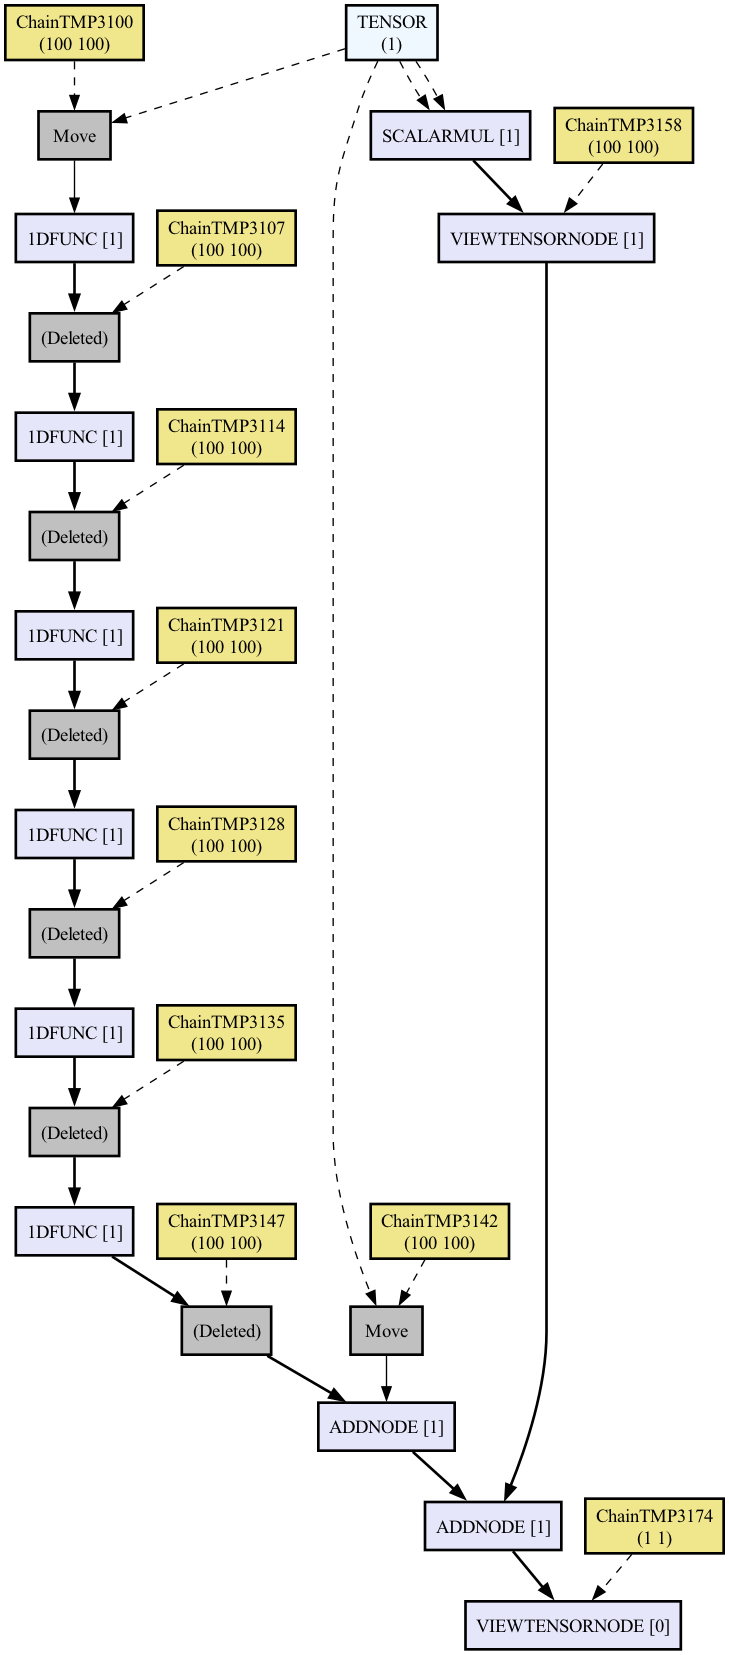 ChainTMP3100
(100 100)
TENSOR
(1)
Move
SCALARMUL [1]
ChainTMP3158
(100 100)
1DFUNC [1]
ChainTMP3107
(100 100)
VIEWTENSORNODE [1]
(Deleted)
1DFUNC [1]
ChainTMP3114
(100 100)
(Deleted)
1DFUNC [1]
ChainTMP3121
(100 100)
(Deleted)
1DFUNC [1]
ChainTMP3128
(100 100)
(Deleted)
1DFUNC [1]
ChainTMP3135
(100 100)
(Deleted)
1DFUNC [1]
ChainTMP3147
(100 100)
ChainTMP3142
(100 100)
(Deleted)
Move
ADDNODE [1]
ADDNODE [1]
ChainTMP3174
(1 1)
VIEWTENSORNODE [0]